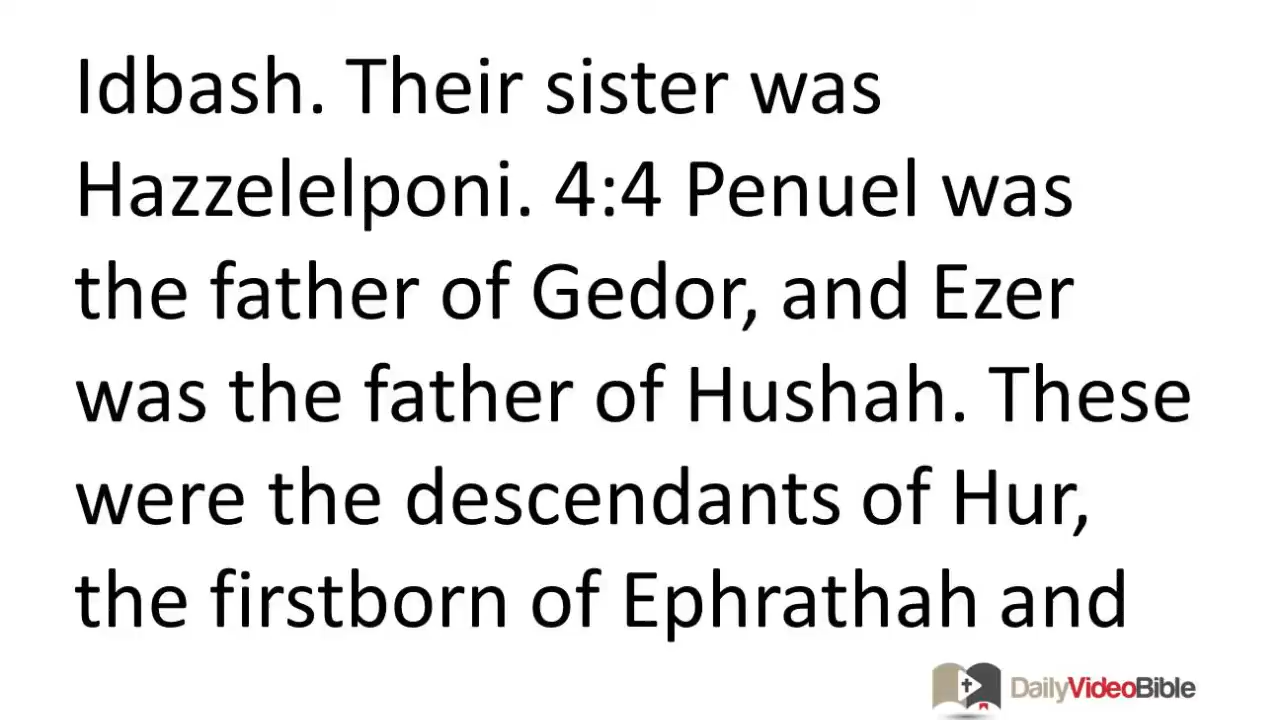 Idbash. Their sister was
Hazzelelponi. 4:4 Penuel was
the father of Gedor, and Ezer
was the father of Hushah. These
were the descendants of Hur,
the firstborn of Ephrathah and
DailyVideoBible